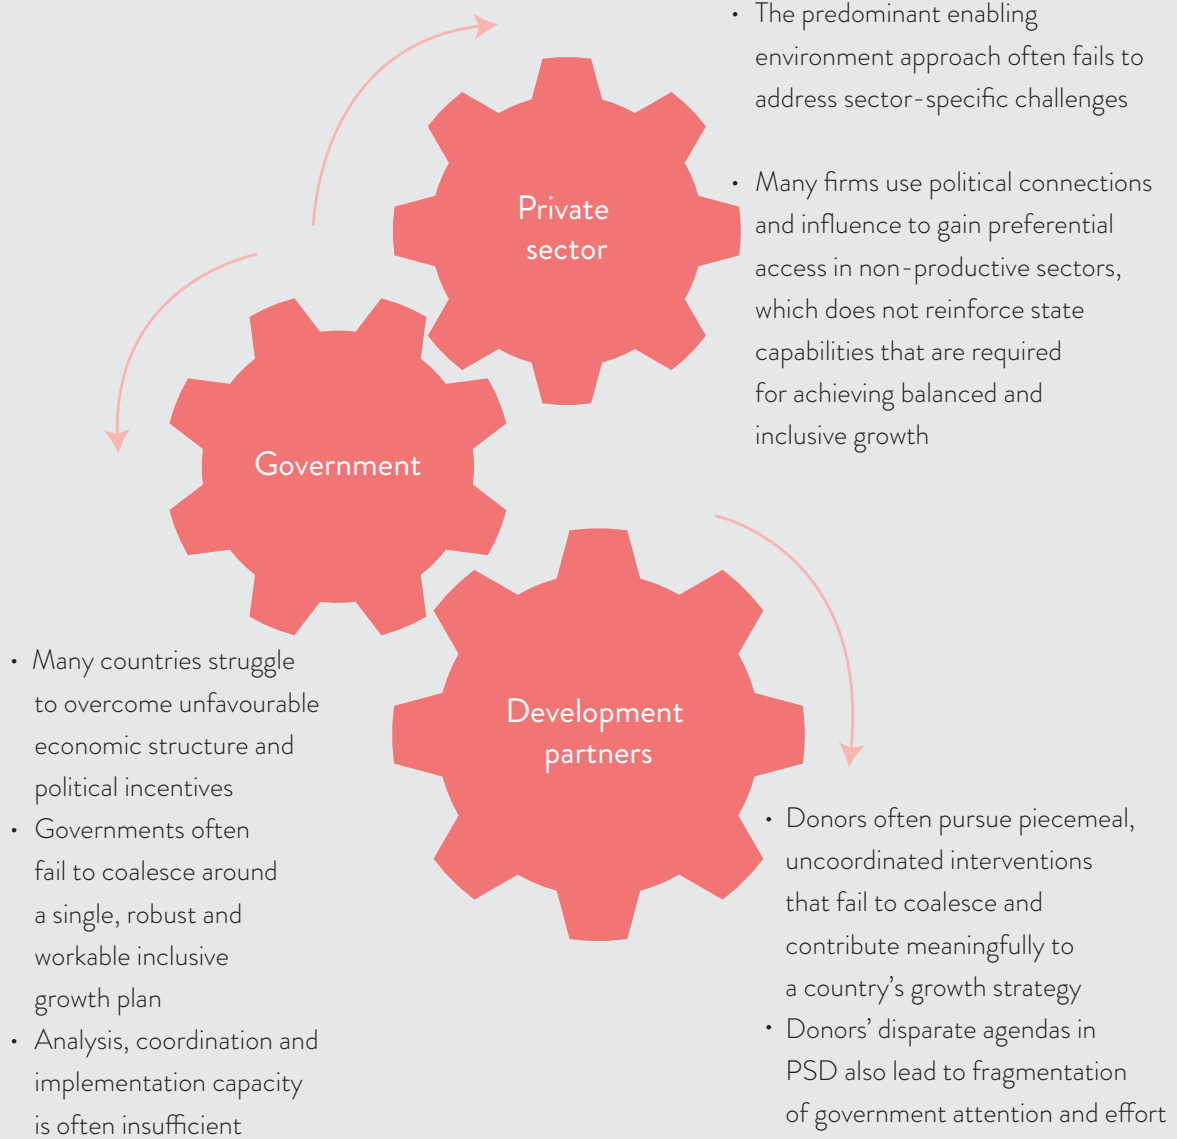 • The predominant enabling
environment approach often fails to
address sector-specific challenges
• Many firms use political connections
and influence to gain preferential
access in non-productive sectors,
which does not reinforce state
capabilities that are required
for achieving balanced and
inclusive growth
Private
sector
Government
• Many countries struggle
to overcome unfavourable
economic structure and
political incentives
• Governments often
fail to coalesce around
a single, robust and
workable inclusive
growth plan
• Analysis, coordination and
implementation capacity
is often insufficient
Development
partners
• Donors often pursue piecemeal,
uncoordinated interventions
that fail to coalesce and
contribute meaningfully to
a country’s growth strategy
• Donors’ disparate agendas in
PSD also lead to fragmentation
of government attention and effort